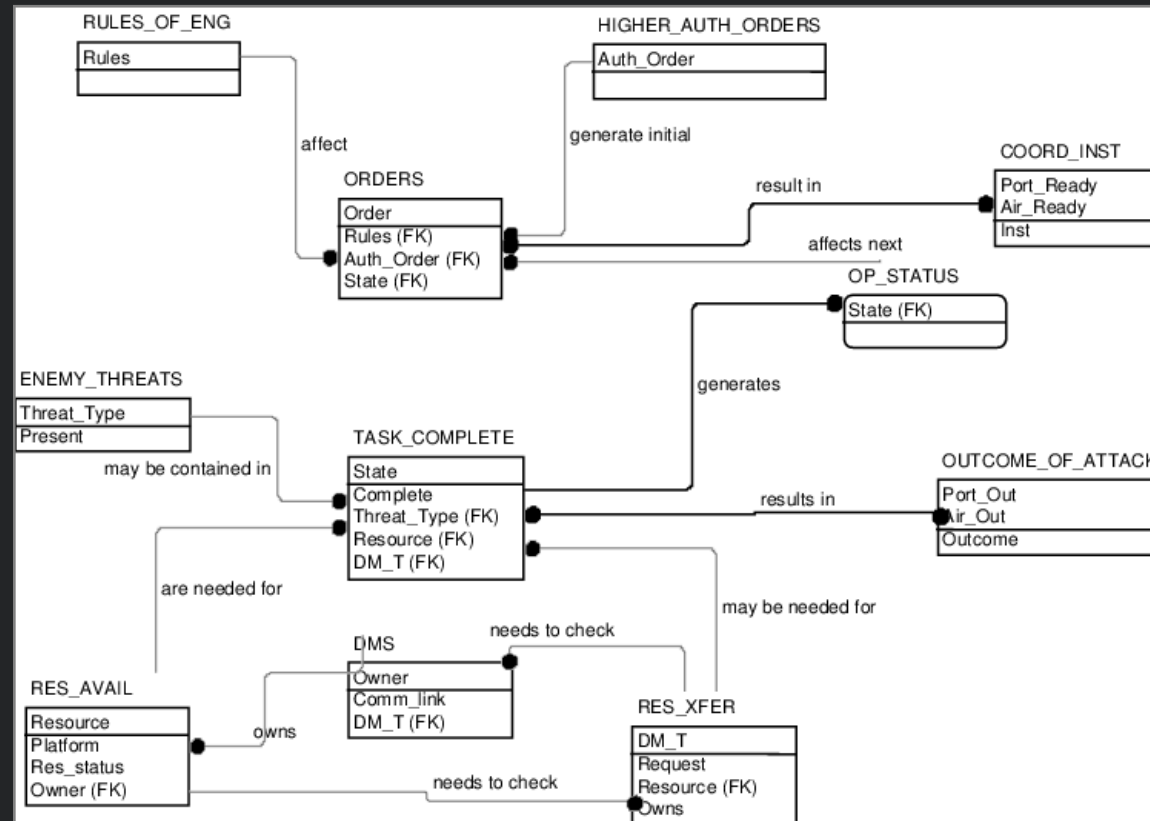 RULES_OF_ENG
Rules
HIGHER_AUTH_ORDERS
Auth_Order
affect
generate initial
COORD_INST
Port_Ready
Air_Ready
Inst
result in
ORDERS
Order
Rules (FK)
Auth_Order (FK)
State (FK)
affects next
OP_STATUS
State (FK)
generates
ENEMY_THREATS
Threat_Type
Present
may be contained in
TASK_COMPLETE
State
Complete
Threat_Type (FK)
Resource (FK)
DM_T (FK)
results in
OUTCOME_OF_ATTACK
Port_Out
Air_Out
Outcome
are needed for
may be needed for
needs to check
DMS
Owner
Comm_link
DM_T (FK)
owns
RES_AVAIL
Resource
Platform
Res_status
Owner (FK)
needs to check
RES_XFER
DM_T
Request
Resource (FK)
Owns